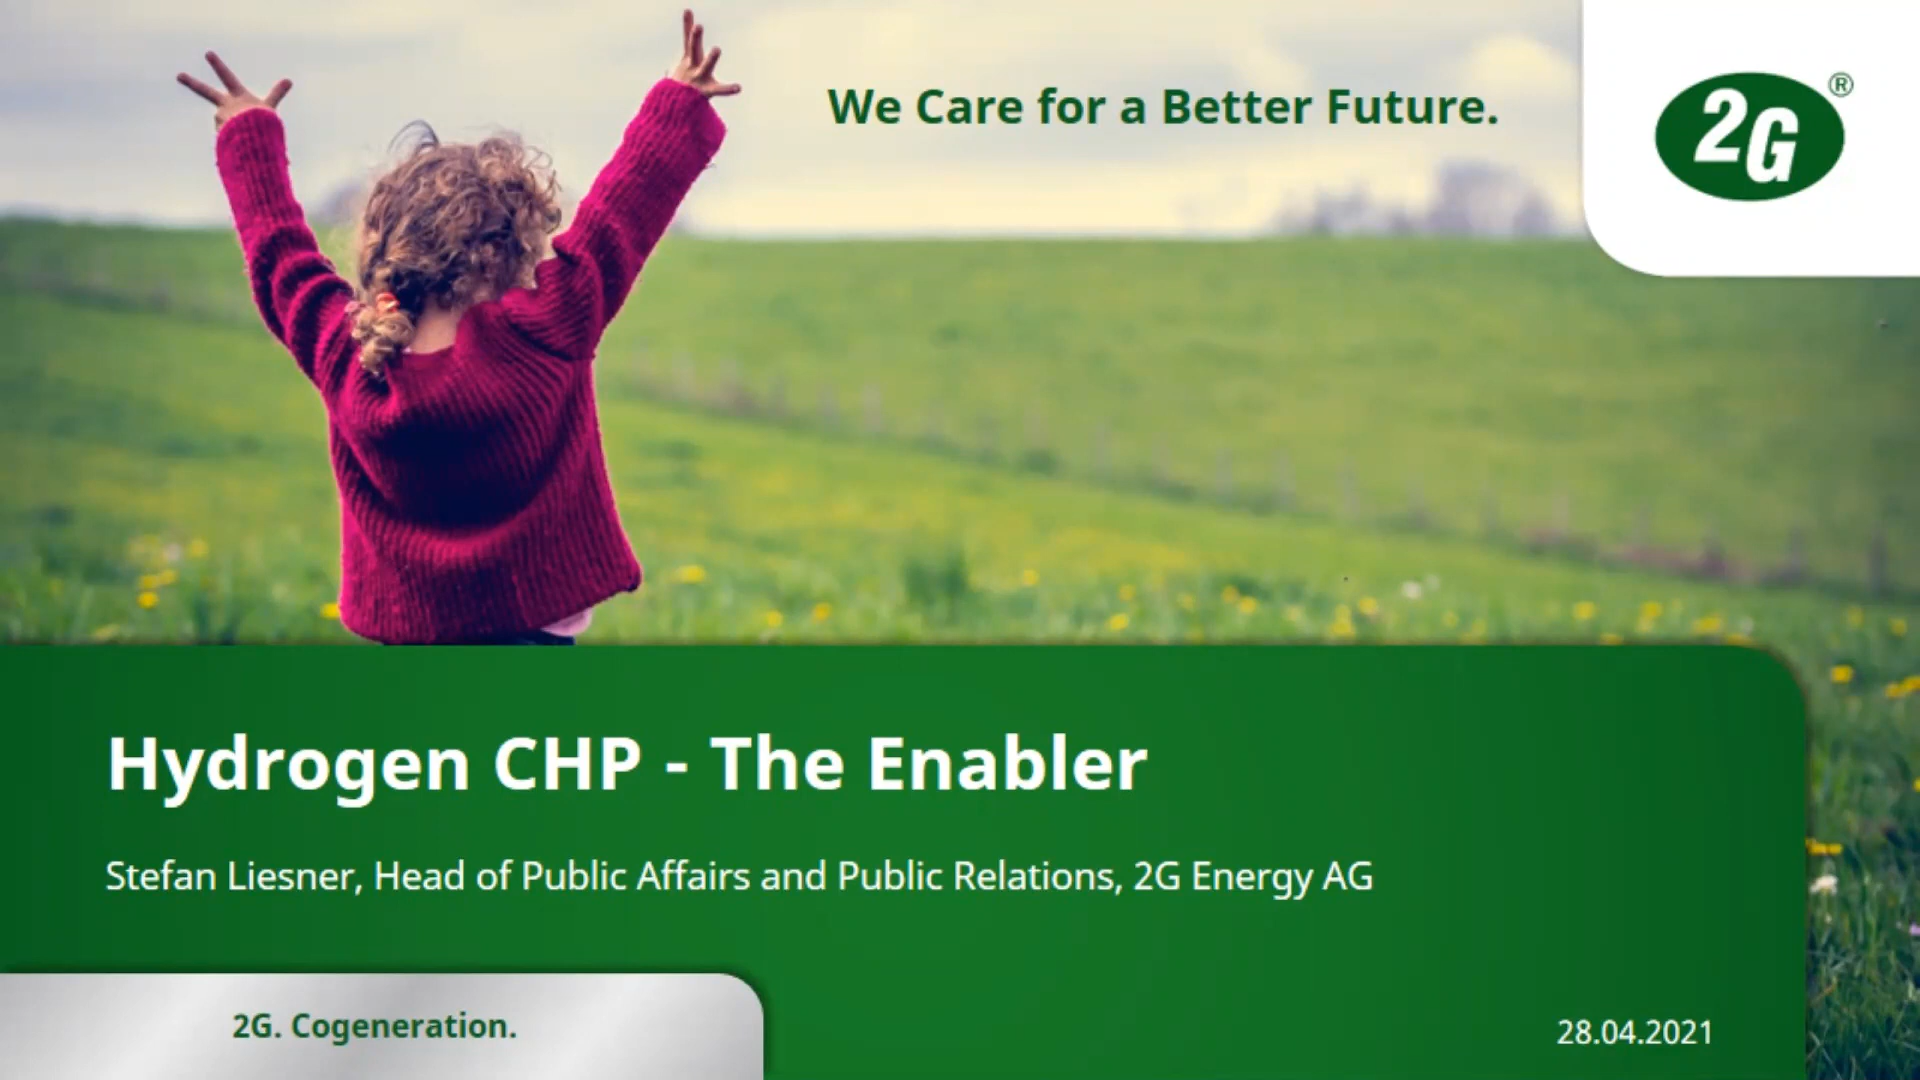 We Care for a Better Future.
2G®
Hydrogen CHP - The Enabler
Stefan Liesner, Head of Public Affairs and Public Relations, 2G Energy AG
2G. Cogeneration.
28.04.2021